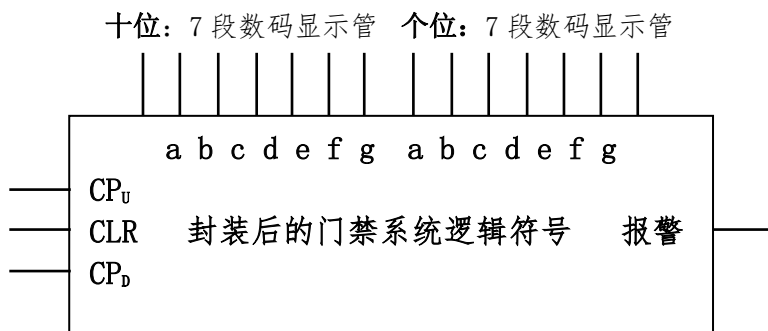 十位：7 段数码显示管 个位：7 段数码显示管
a b c d e f g a b c d e f g
CPU
CLR 封装后的门禁系统逻辑符号 报警
CPD